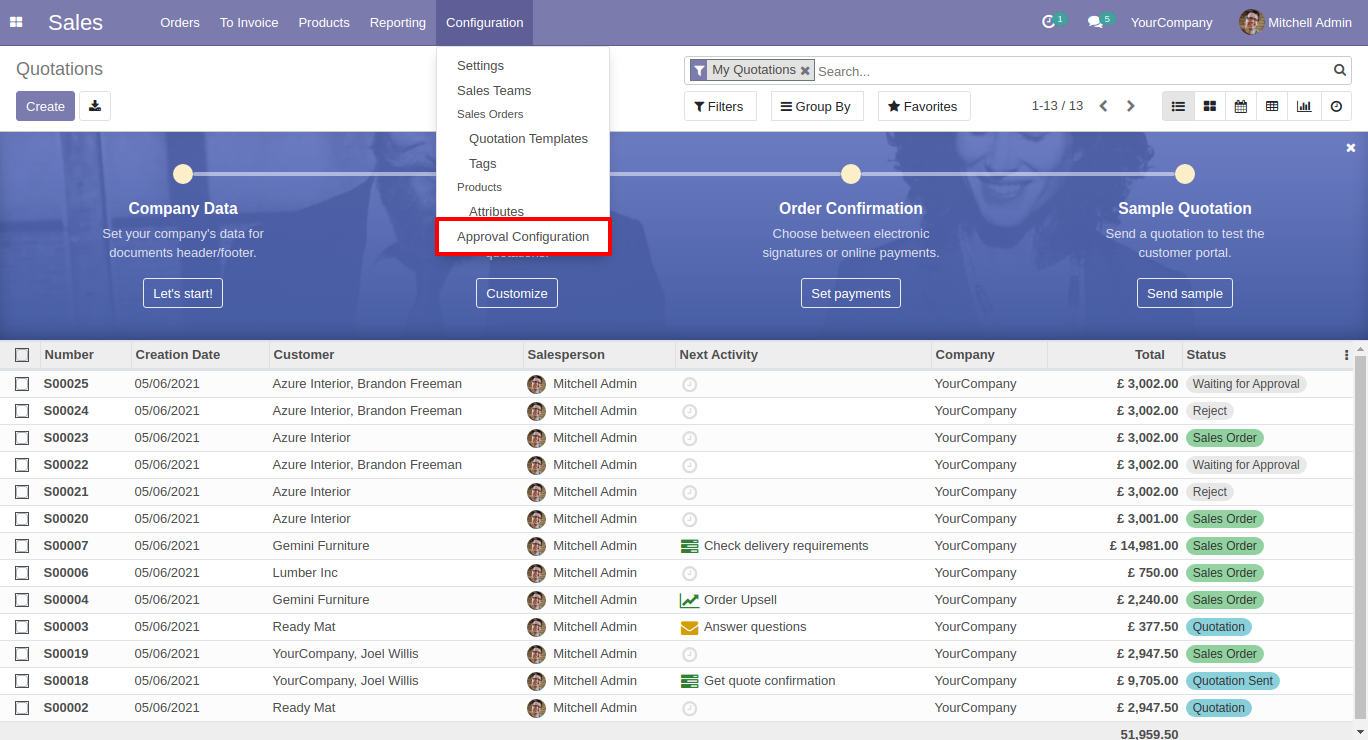 Sales Orders To Invoice Products Reporting Configuration 1 5 YourCompany Mitchell Admin
Quotations
My Quotations Search...
Create
Filters Group By Favorites 1-13 / 13
Settings
Sales Teams
Sales Orders
Quotation Templates
Tags
Products
Attributes
Approval Configuration
Company Data
Set your company's data for
documents header/footer.
Let's start!
quotations.
Customize
Order Confirmation
Choose between electronic
signatures or online payments.
Set payments
Sample Quotation
Send a quotation to test the
customer portal.
Send sample
Number Creation Date Customer Salesperson Next Activity Company Total Status
S00025 05/06/2021 Azure Interior, Brandon Freeman Mitchell Admin YourCompany £ 3,002.00 Waiting for Approval
S00024 05/06/2021 Azure Interior, Brandon Freeman Mitchell Admin YourCompany £ 3,002.00 Reject
S00023 05/06/2021 Azure Interior Mitchell Admin YourCompany £ 3,002.00 Sales Order
S00022 05/06/2021 Azure Interior, Brandon Freeman Mitchell Admin YourCompany £ 3,002.00 Waiting for Approval
S00021 05/06/2021 Azure Interior Mitchell Admin YourCompany £ 3,002.00 Reject
S00020 05/06/2021 Azure Interior Mitchell Admin YourCompany £ 3,001.00 Sales Order
S00007 05/06/2021 Gemini Furniture Mitchell Admin Check delivery requirements YourCompany £ 14,981.00 Sales Order
S00006 05/06/2021 Lumber Inc Mitchell Admin YourCompany £ 750.00 Sales Order
S00004 05/06/2021 Gemini Furniture Mitchell Admin Order Upsell YourCompany £ 2,240.00 Sales Order
S00003 05/06/2021 Ready Mat Mitchell Admin Answer questions YourCompany £ 377.50 Quotation
S00019 05/06/2021 YourCompany, Joel Willis Mitchell Admin YourCompany £ 2,947.50 Sales Order
S00018 05/06/2021 YourCompany, Joel Willis Mitchell Admin Get quote confirmation YourCompany £ 9,705.00 Quotation Sent
S00002 05/06/2021 Ready Mat Mitchell Admin YourCompany £ 2,947.50 Quotation
51,959.50